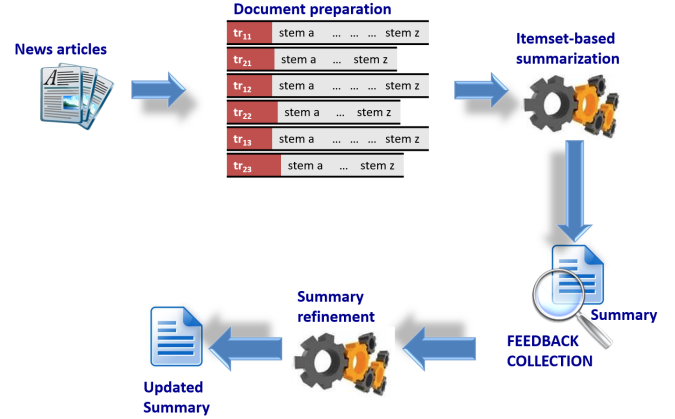 News articles
Document preparation
tr11 stem a ... ... ... stem z
tr21 stem a ... stem z
tr12 stem a ... ... ... stem z
tr22 stem a ... stem z
tr13 stem a ... ... ... stem z
tr23 stem a ... stem z
Itemset-based
summarization
Summary
FEEDBACK
COLLECTION
Summary
refinement
Updated
Summary